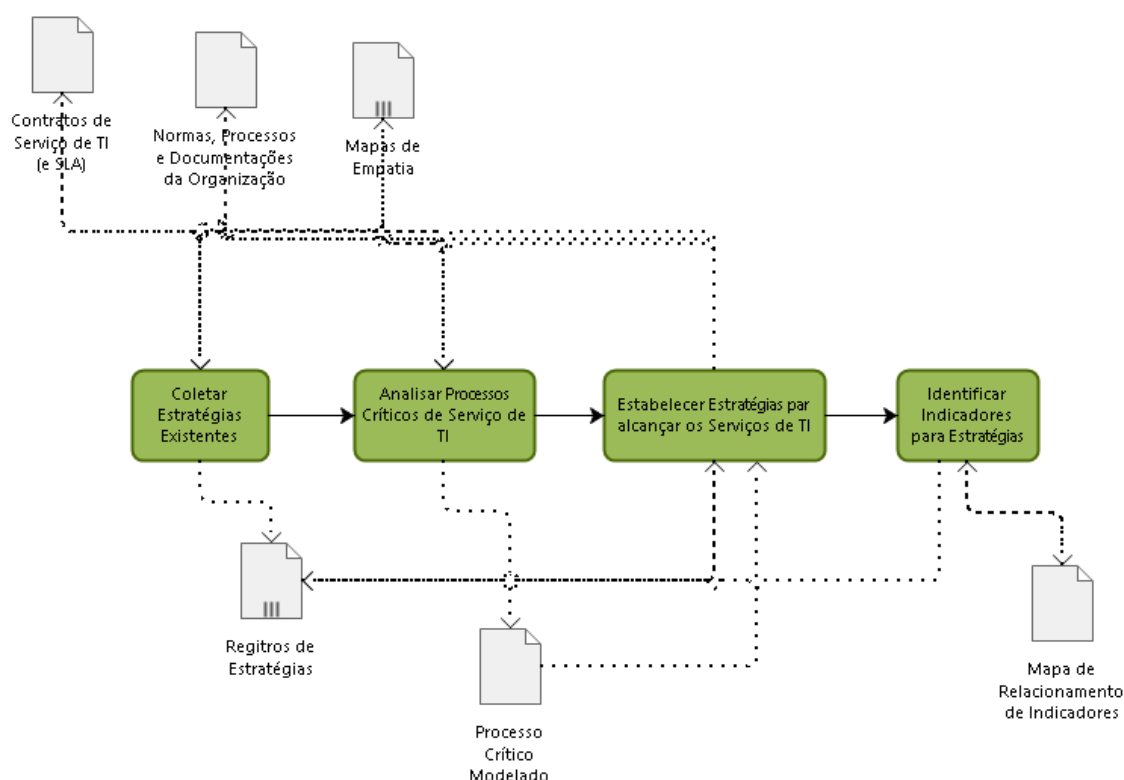 Contratos de
Serviço de TI
(e SLA)
Normas, Processos
e Documentações
da Organização
Mapas de
Empatia
Coletar
Estratégias
Existentes
Analisar Processos
Críticos de Serviço de
TI
Estabelecer Estratégias par
alcançar os Serviços de TI
Identificar
Indicadores
para Estratégias
Regitros de
Estratégias
Processo
Crítico
Modelado
Mapa de
Relacionamento
de Indicadores